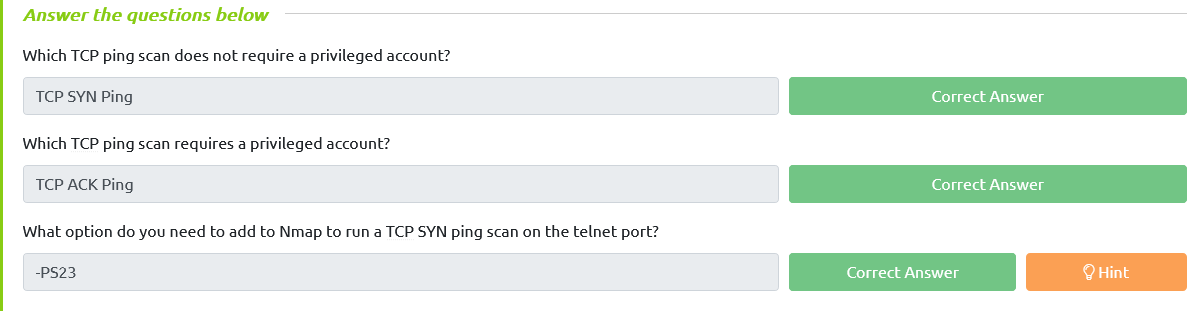 Answer the questions below
Which TCP ping scan does not require a privileged account?
TCP SYN Ping
Correct Answer
Which TCP ping scan requires a privileged account?
TCP ACK Ping
Correct Answer
What option do you need to add to Nmap to run a TCP SYN ping scan on the telnet port?
-PS23
Correct Answer
Hint